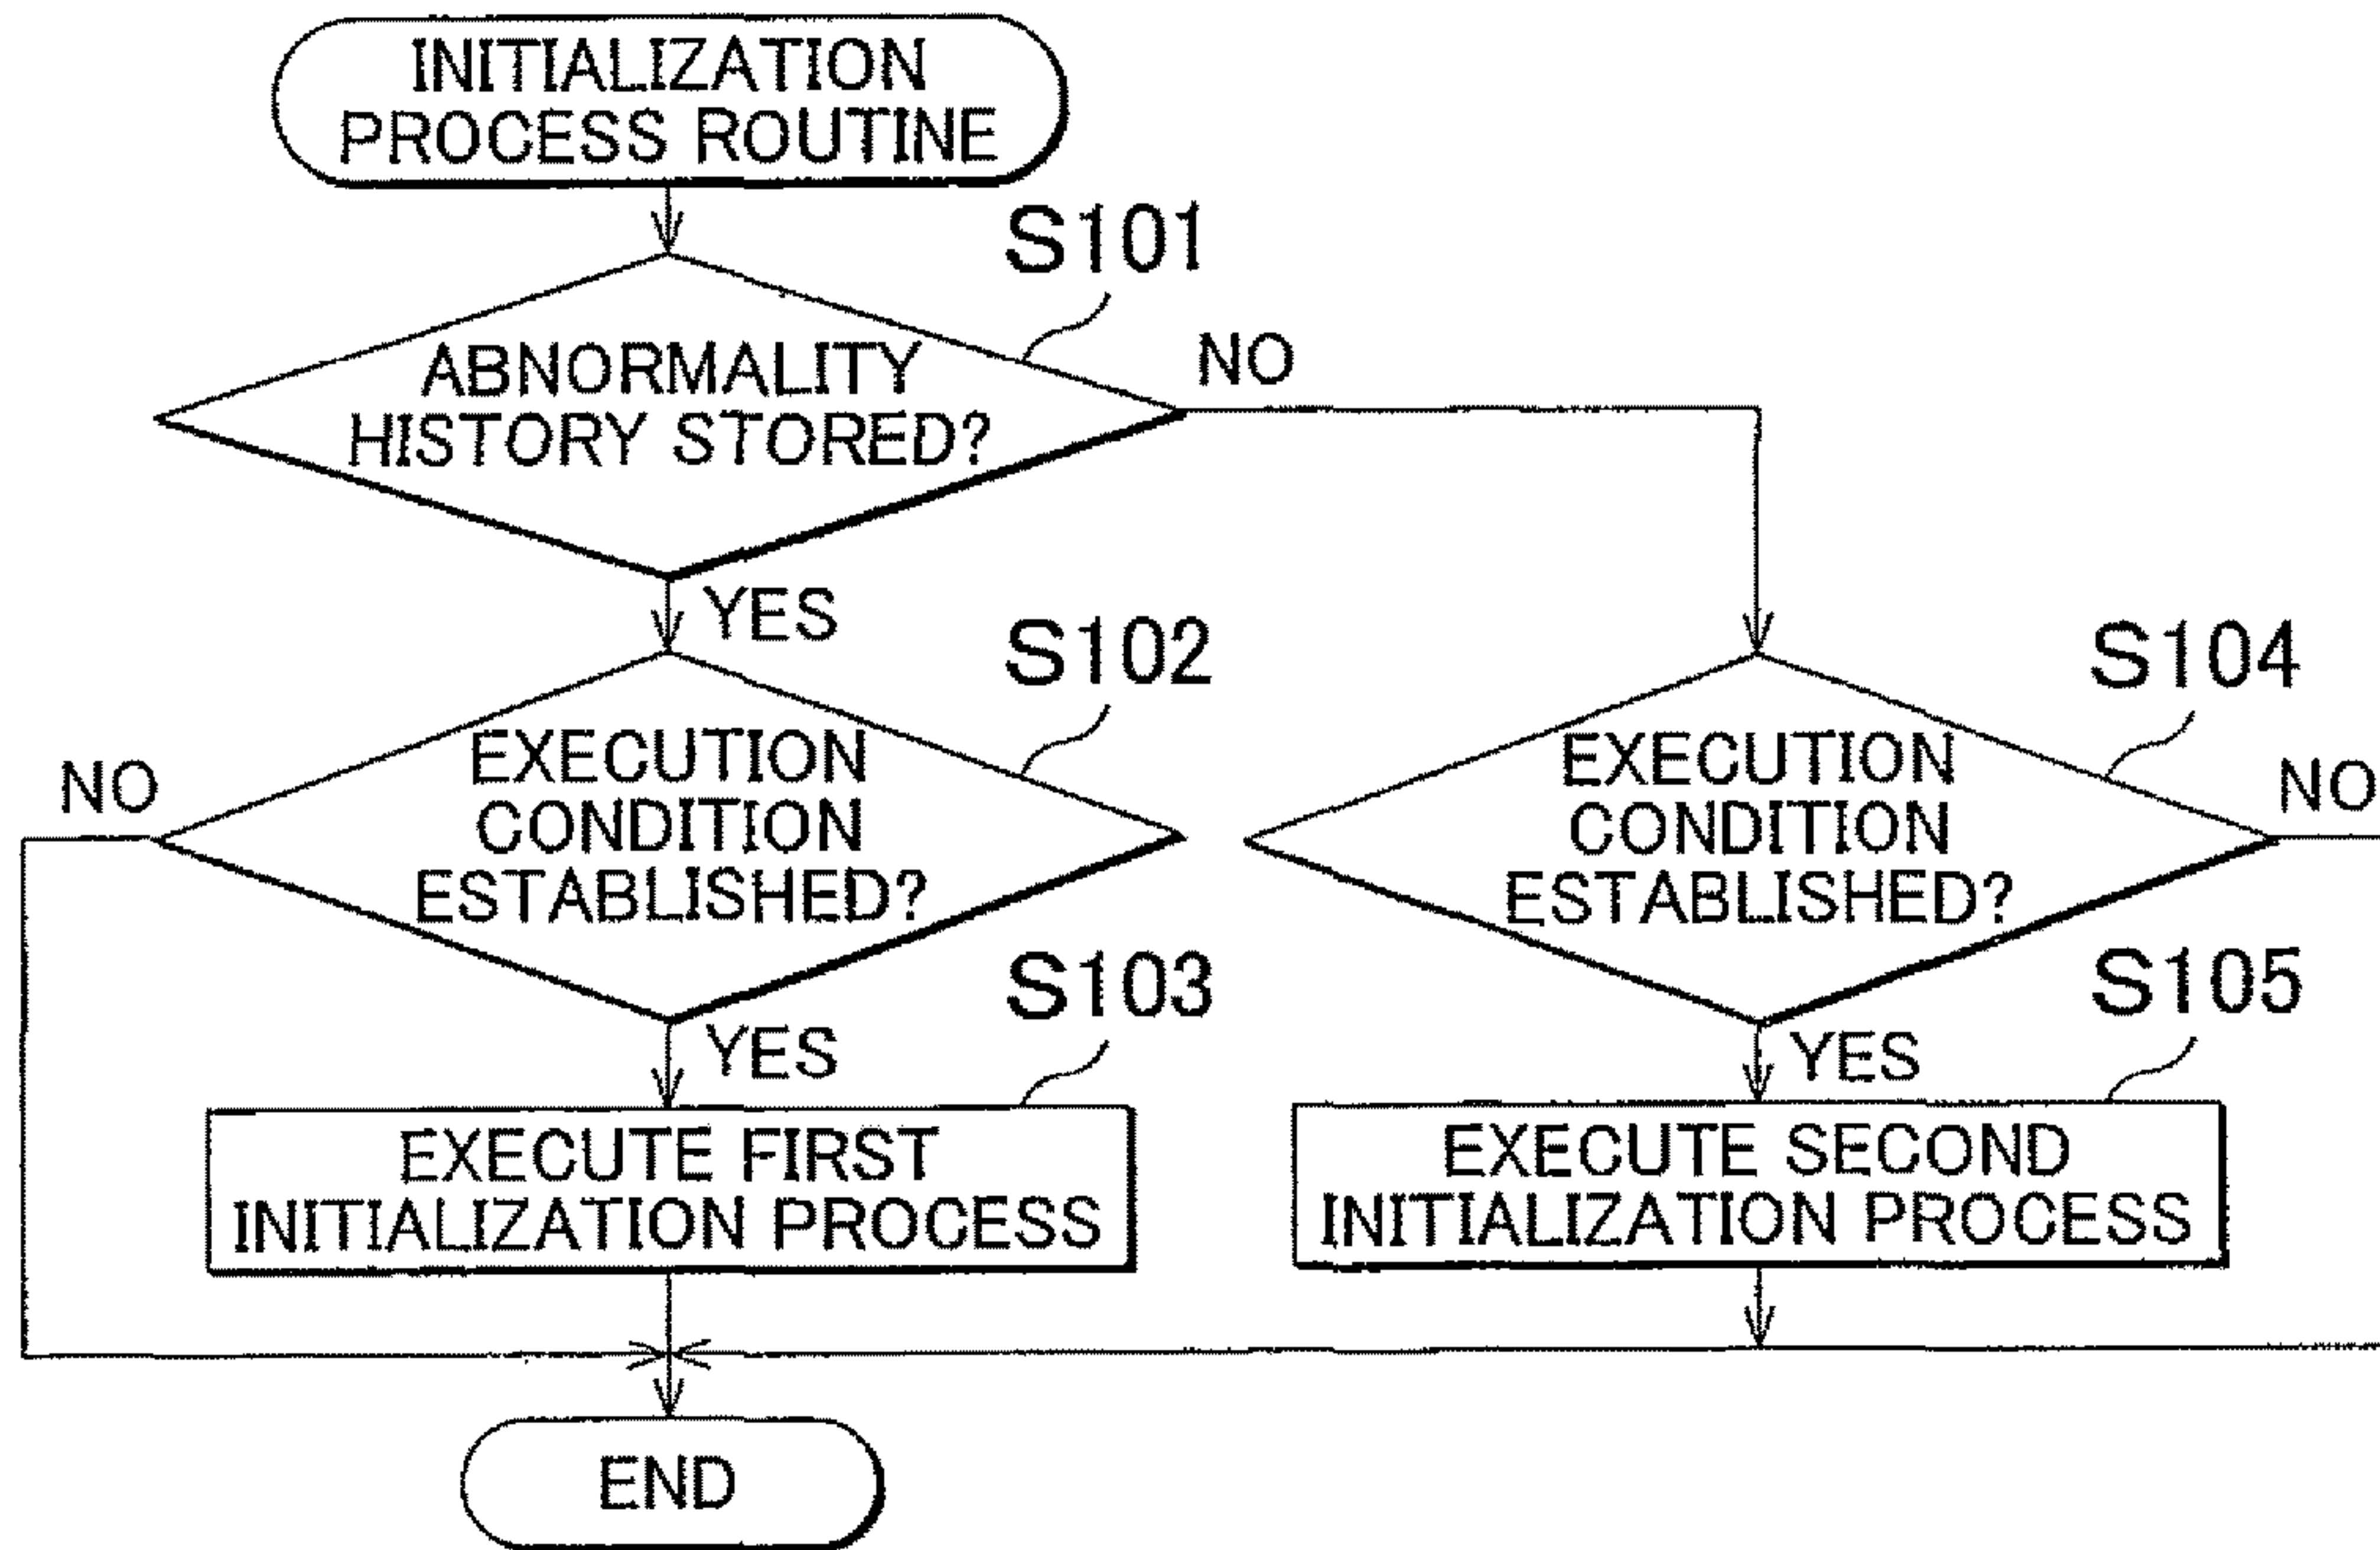 INITIALIZATION
PROCESS ROUTINE
S101
ABNORMALITY
HISTORY STORED?
NO
YES
S102
EXECUTION
CONDITION
ESTABLISHED?
NO
YES
S103
EXECUTE FIRST
INITIALIZATION PROCESS
S104
EXECUTION
CONDITION
ESTABLISHED?
NO
YES
S105
EXECUTE SECOND
INITIALIZATION PROCESS
END